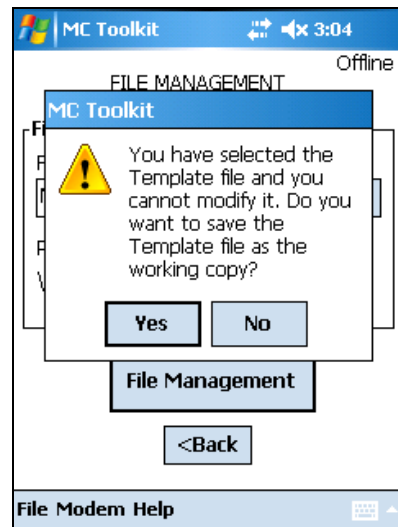 MC Toolkit 3:04
Offline
FILE MANAGEMENT
MC Toolkit
You have selected the
Template file and you
cannot modify it. Do you
want to save the
Template file as the
working copy?
Yes No
File Management
<Back
File Modem Help